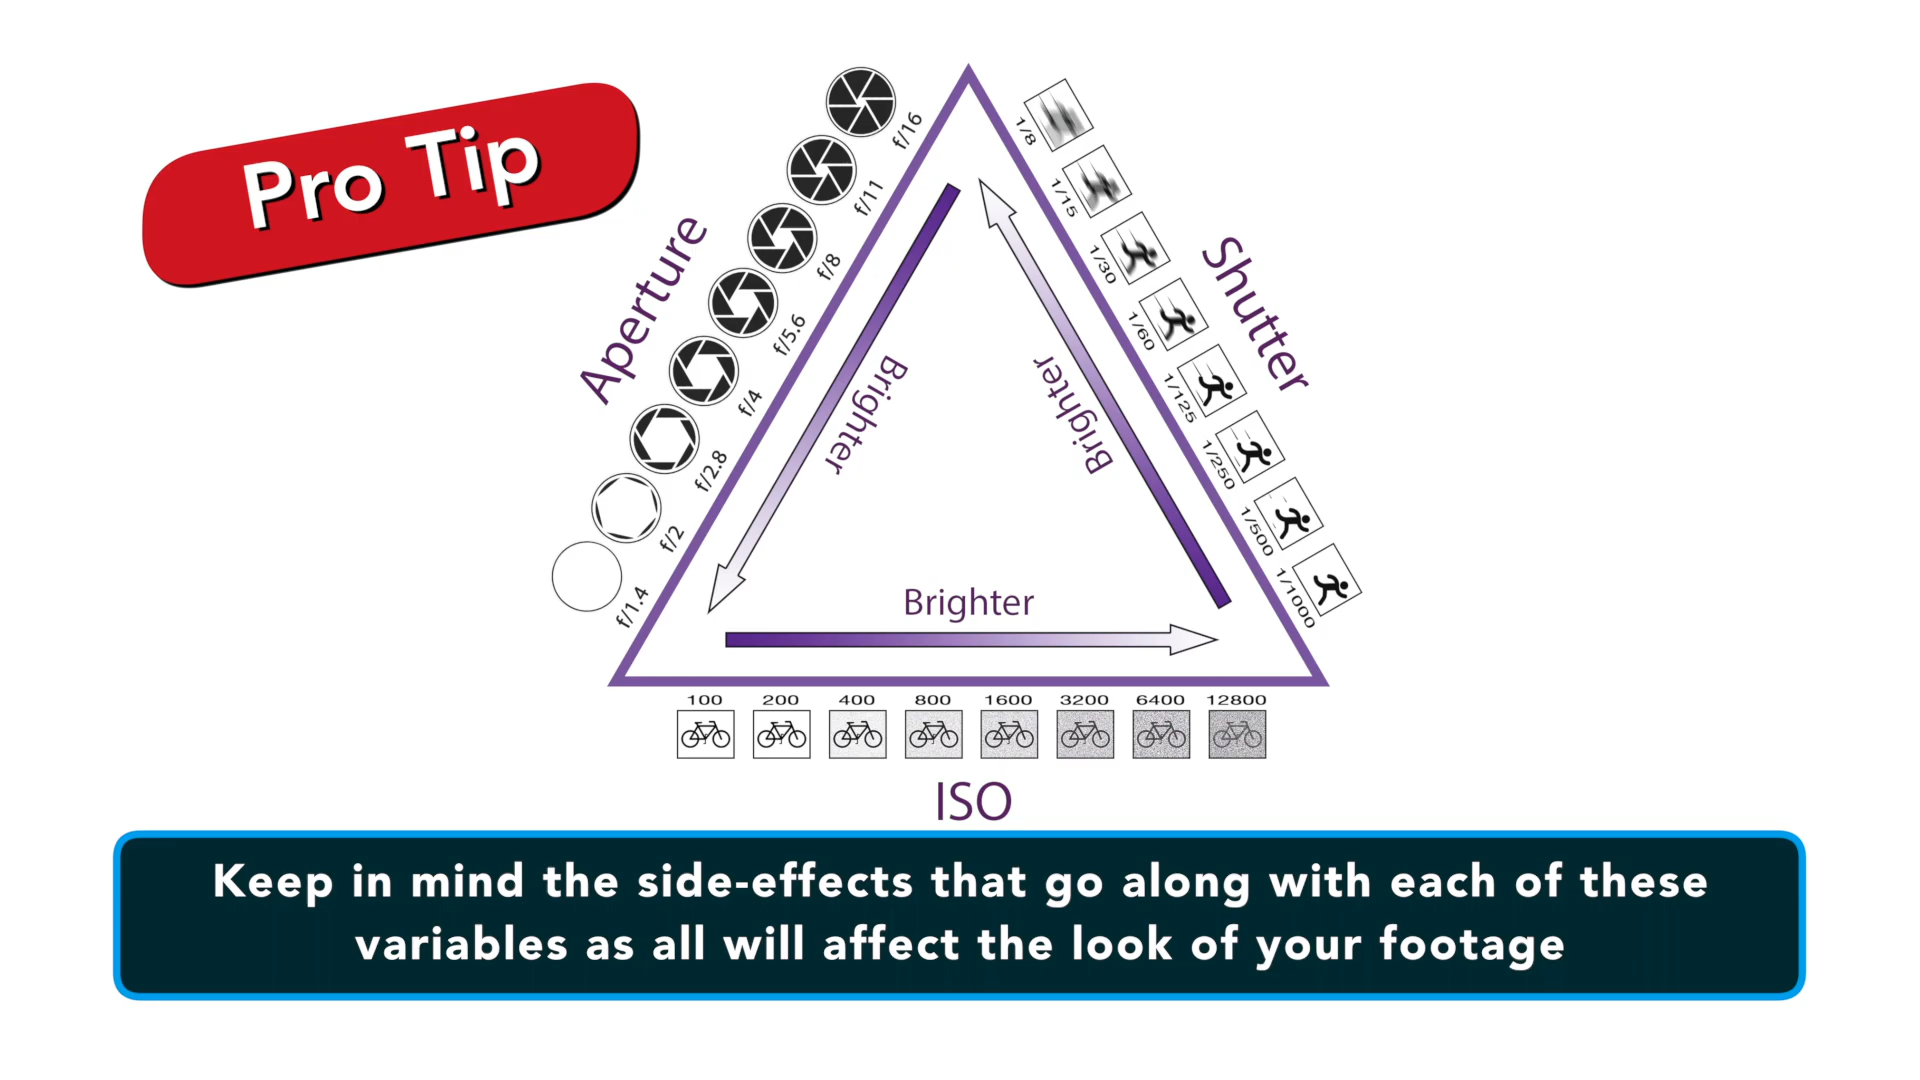 Pro Tip
Aperture
f/16
f/11
f/8
f/5.6
f/4
f/2.8
f/2
f/1.4
Shutter
1/8
1/15
1/30
1/60
1/125
1/250
1/500
1/1000
Brighter
Brighter
Brighter
100 200 400 800 1600 3200 6400 12800
ISO
Keep in mind the side-effects that go along with each of these
variables as all will affect the look of your footage